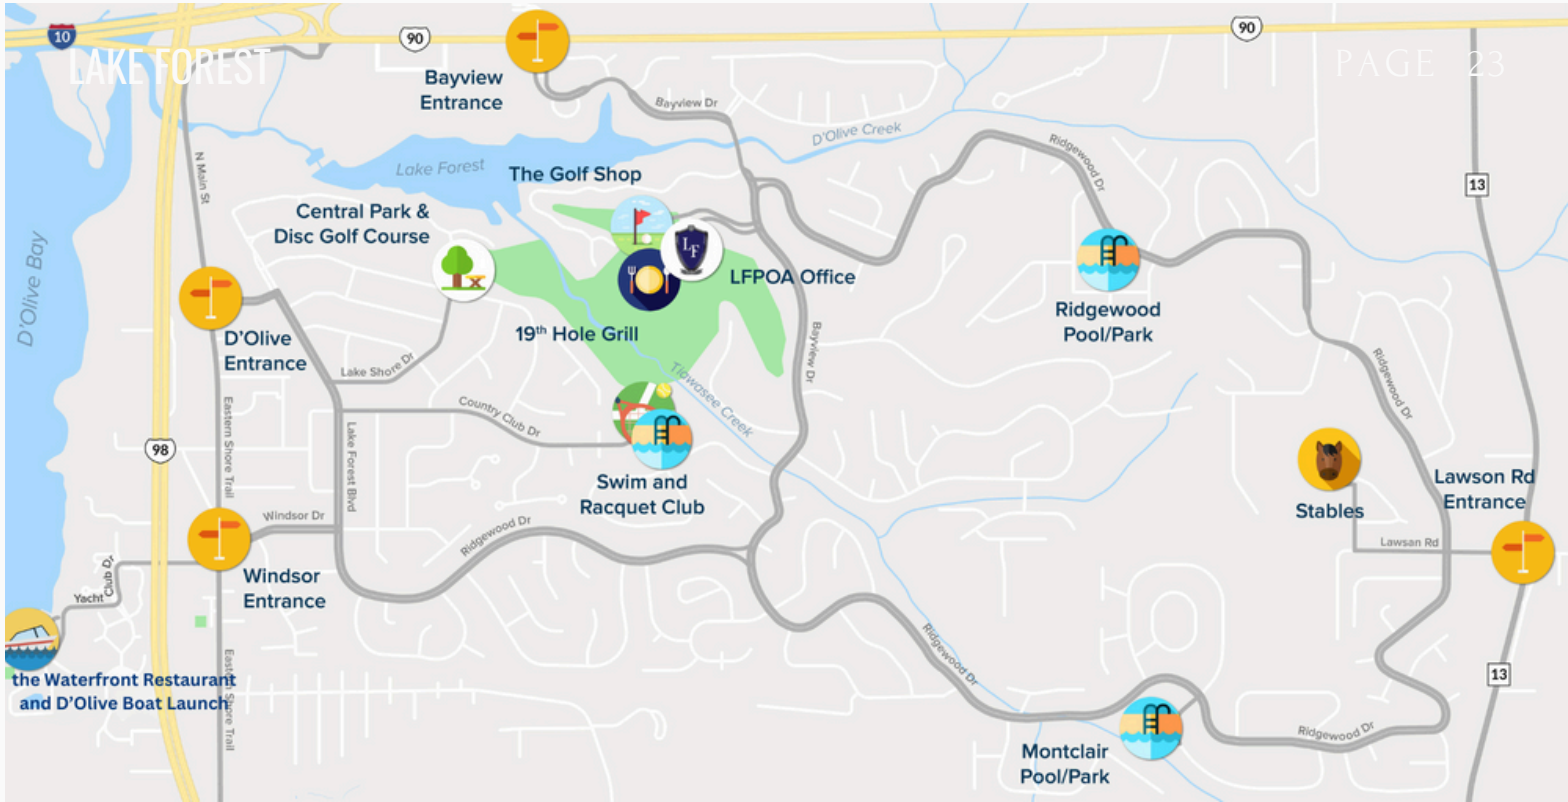 10
90
90
LAKE FOREST
PAGE 23
Bayview
Entrance
Bayview Dr
D'Olive Creek
Ridgewood Dr
N Main St
Lake Forest
The Golf Shop
13
Central Park &
Disc Golf Course
LF
LFPOA Office
D'Olive Bay
Ridgewood
Pool/Park
19th Hole Grill
D'Olive
Entrance
Bayview Dr
Lake Shore Dr
Tiawasee Creek
Ridgewood Dr
Country Club Dr
Eastern Shore Trail
Lake Forest Blvd
98
Swim and
Racquet Club
Stables
Lawson Rd
Entrance
Windsor Dr
Ridgewood Dr
Lawsan Rd
Yacht Club Dr
Windsor
Entrance
Ridgewood Dr
the Waterfront Restaurant
and D'Olive Boat Launch
Eastern Shore Trail
13
Ridgewood Dr
Montclair
Pool/Park